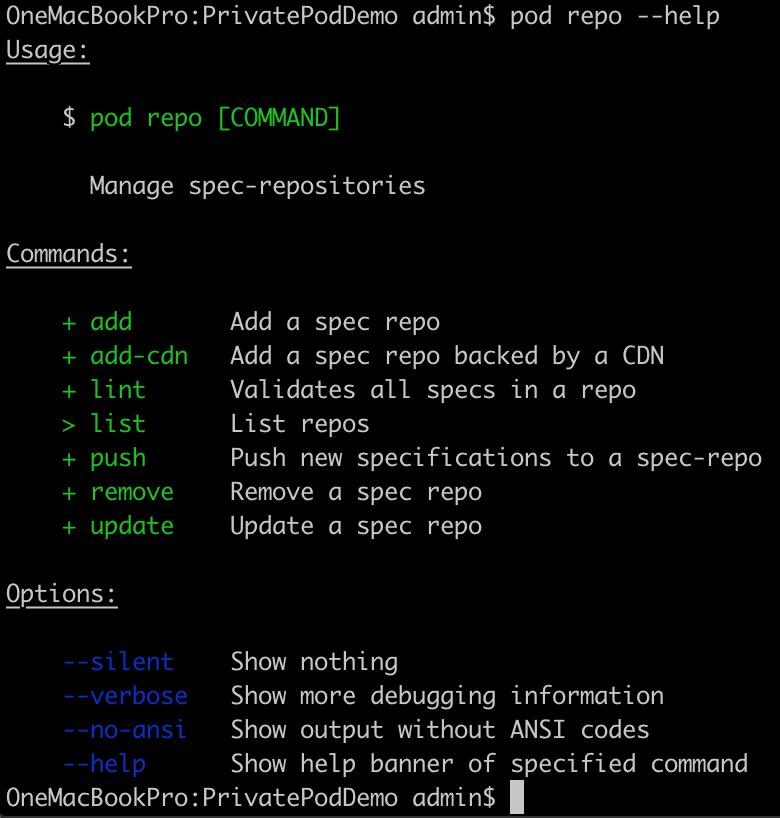 OneMacBookPro:PrivatePodDemo admin$ pod repo --help
Usage:
$ pod repo [COMMAND]
Manage spec-repositories
Commands:
+ add Add a spec repo
+ add-cdn Add a spec repo backed by a CDN
+ lint Validates all specs in a repo
> list List repos
+ push Push new specifications to a spec-repo
+ remove Remove a spec repo
+ update Update a spec repo
Options:
--silent Show nothing
--verbose Show more debugging information
--no-ansi Show output without ANSI codes
--help Show help banner of specified command
OneMacBookPro:PrivatePodDemo admin$